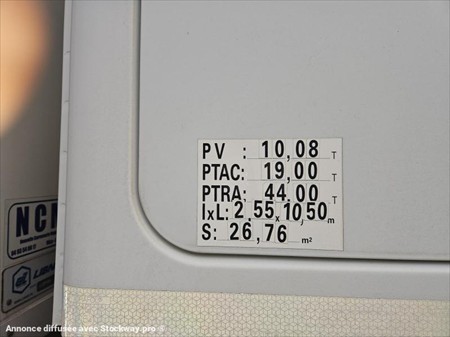 PV : 10,08 T
PTAC: 19,00 T
PTRA: 44,00 T
IxL: 2,55 x 10,50 m
S: 26,76 m²
NC
Annonce diffusée avec Stockway.pro ©